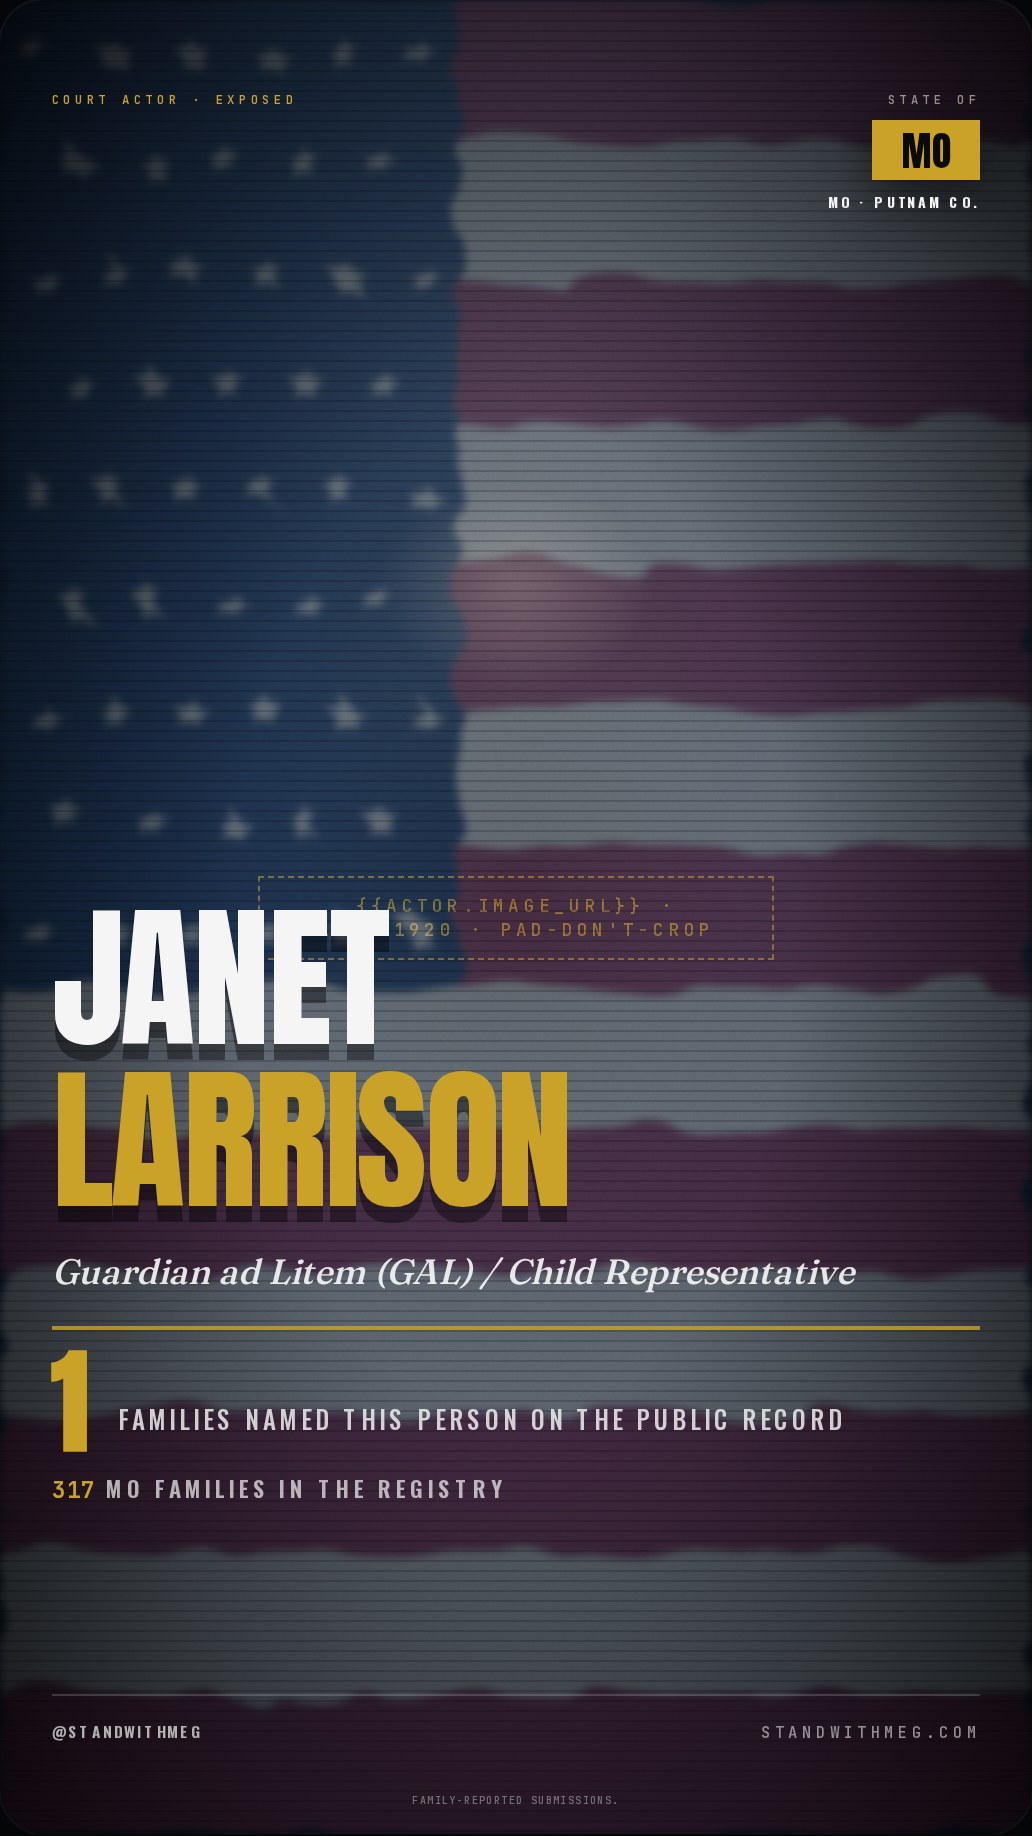 COURT ACTOR · EXPOSED
STATE OF
MO
MO · PUTNAM CO.
{{ACTOR.IMAGE_URL}} ·
1920 · PAD-DON'T-CROP
JANET
LARRISON
Guardian ad Litem (GAL) / Child Representative
1 FAMILIES NAMED THIS PERSON ON THE PUBLIC RECORD
317 MO FAMILIES IN THE REGISTRY
@STANDWITHMEG
STANDWITHMEG.COM
FAMILY-REPORTED SUBMISSIONS.